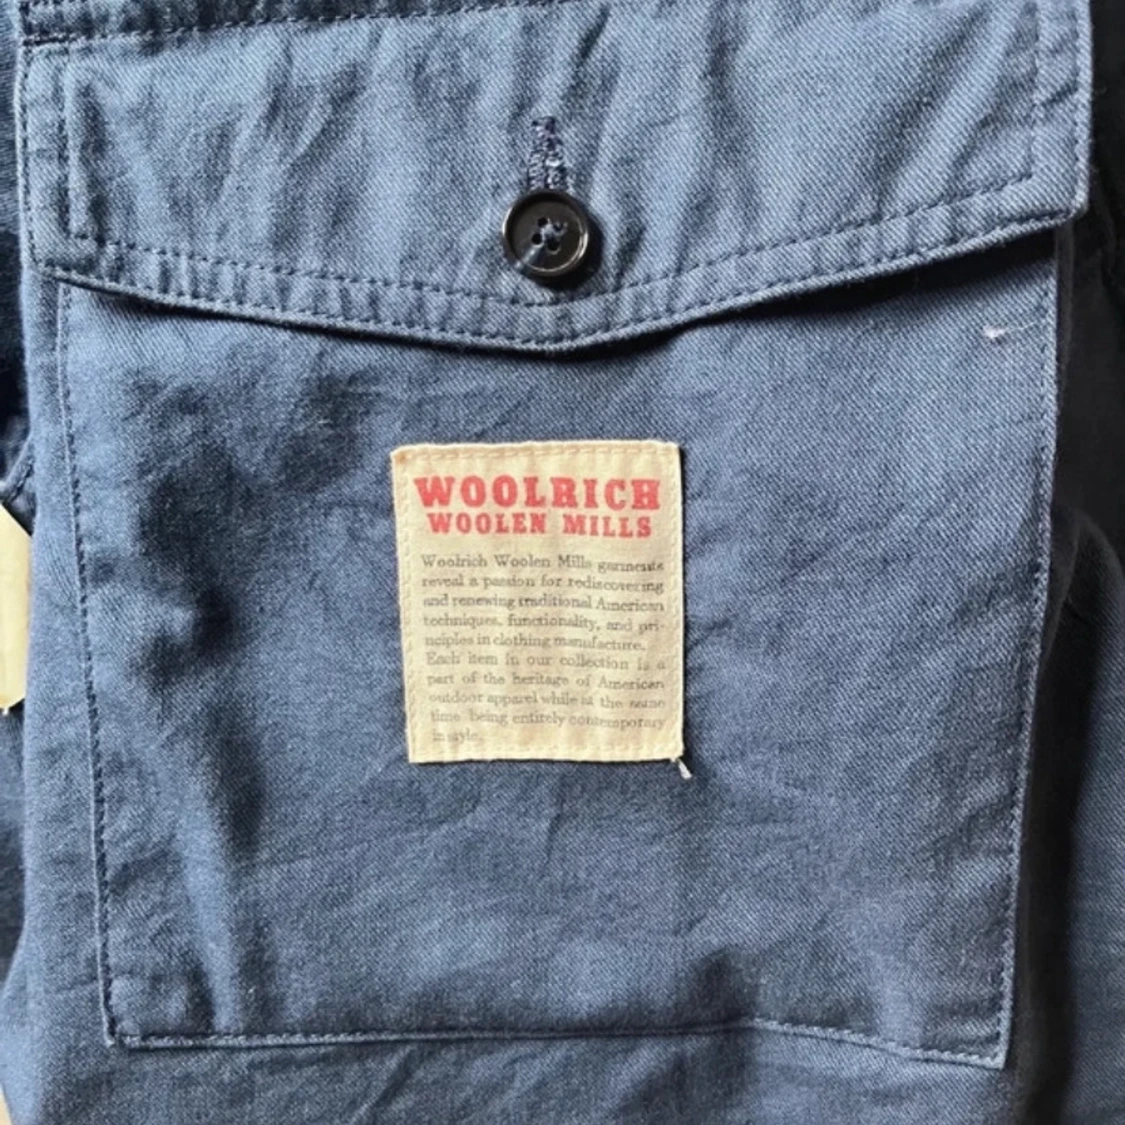 WOOLRICH
WOOLEN MILLS
Woolrich Woolen Mills garments
reveal a passion for rediscovering
and renewing traditional American
techniques, functionality, and pri-
nciples in clothing manufacture.
Each item in our collection is a
part of the heritage of American
outdoor apparel while at the same
time being entirely contemporary
in style.